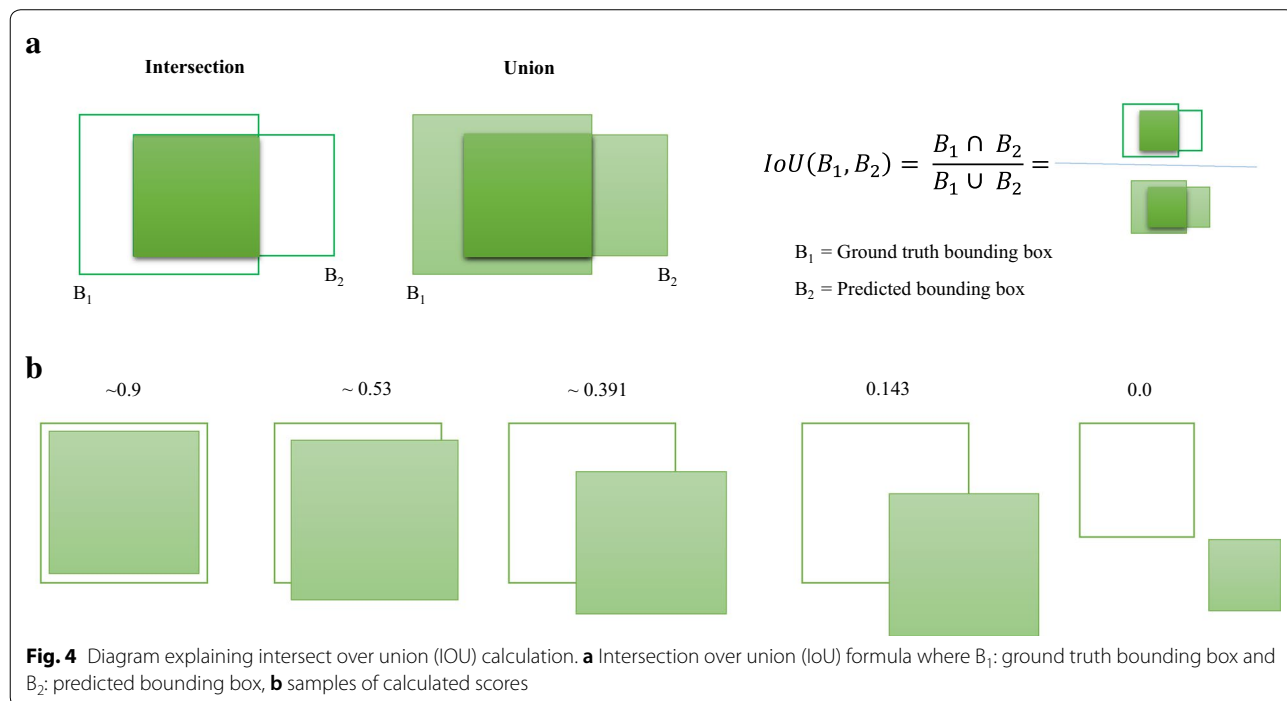 a
Intersection
Union
B₁
B₂
B₁
B₂
IoU(B₁, B₂) = B₁ ∩ B₂ / B₁ ∪ B₂ =
B₁ = Ground truth bounding box
B₂ = Predicted bounding box
b
~0.9
~ 0.53
~ 0.391
0.143
0.0
Fig. 4 Diagram explaining intersect over union (IOU) calculation. a Intersection over union (IoU) formula where B₁: ground truth bounding box and
B₂: predicted bounding box, b samples of calculated scores